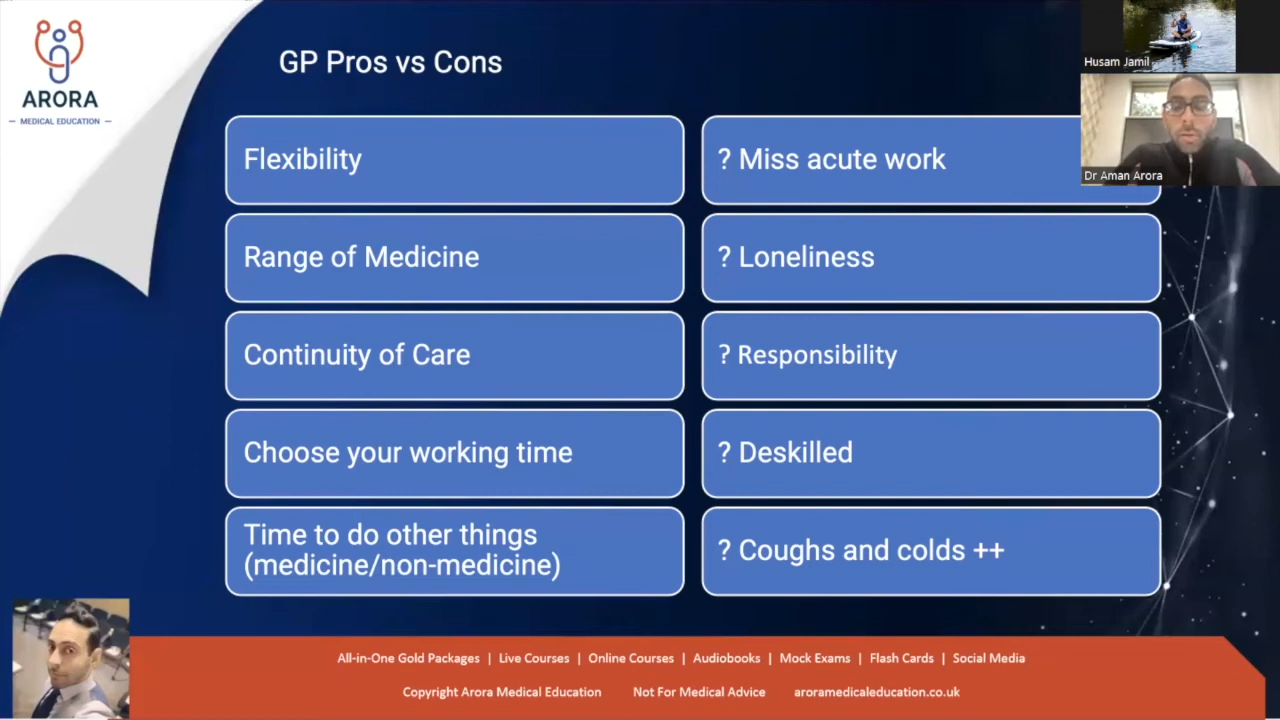 ARORA
MEDICAL EDUCATION
GP Pros vs Cons
Husam Jamil
Dr Aman Arora
Flexibility
? Miss acute work
Range of Medicine
? Loneliness
Continuity of Care
? Responsibility
Choose your working time
? Deskilled
Time to do other things
(medicine/non-medicine)
? Coughs and colds ++
All-in-One Gold Packages | Live Courses | Online Courses | Audiobooks | Mock Exams | Flash Cards | Social Media
Copyright Arora Medical Education Not For Medical Advice aroramedicaleducation.co.uk